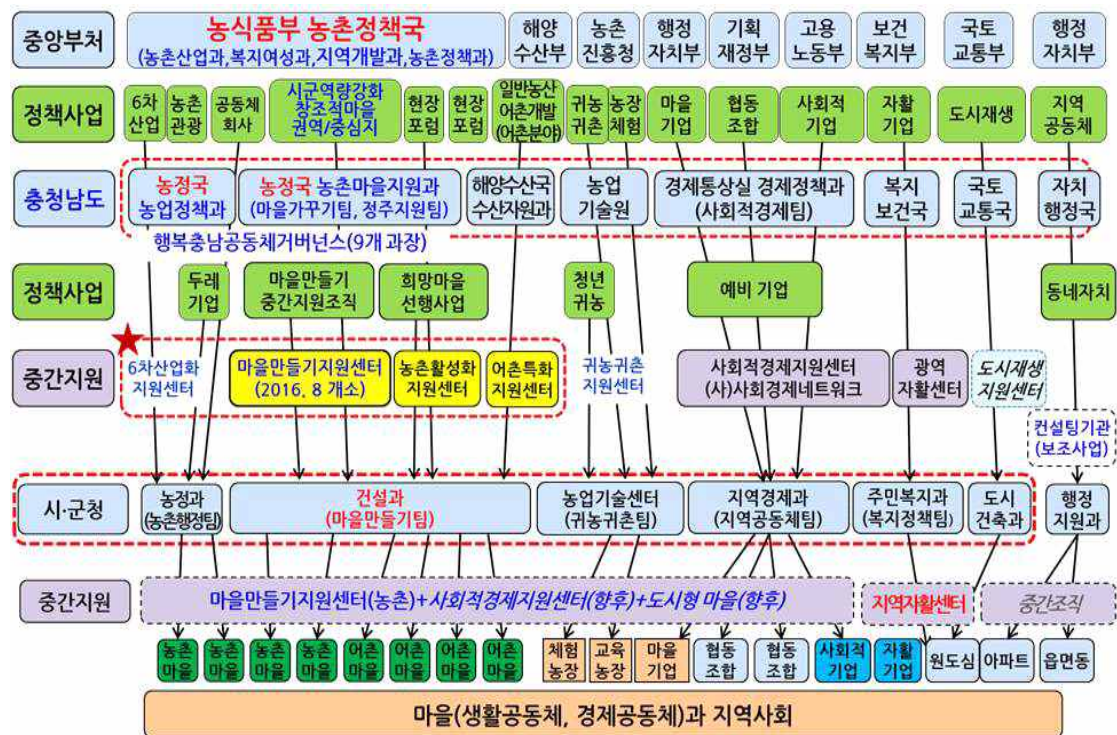 중앙부처
농식품부 농촌정책국
(농촌산업과,복지여성과,지역개발과,농촌정책과)
해양
수산부
농촌
진흥청
행정
자치부
기획
재정부
고용
노동부
보건
복지부
국토
교통부
행정
자치부
정책사업
6차
산업
농촌
관광
공동체
회사
시군역량강화
창조적마을
권역/중심지
현장
포럼
현장
포럼
일반농산
어촌개발
(어촌분야)
귀농
귀촌
농장
체험
마을
기업
협동
조합
사회적
기업
자활
기업
도시재생
지역
공동체
충청남도
농정국
농업정책과
농정국 농촌마을지원과
(마을가꾸기팀, 정주지원팀)
해양수산국
수산자원과
농업
기술원
경제통상실 경제정책과
(사회적경제팀)
복지
보건국
국토
교통국
자치
행정국
행복충남공동체거버넌스(9개 과장)
정책사업
두레
기업
마을만들기
중간지원조직
희망마을
선행사업
청년
귀농
예비 기업
동네자치
중간지원
6차산업화
지원센터
마을만들기지원센터
(2016. 8 개소)
농촌활성화
지원센터
어촌특화
지원센터
귀농귀촌
지원센터
사회적경제지원센터
(사)사회경제네트워크
광역
자활센터
도시재생
지원센터
컨설팅기관
(보조사업)
시·군청
농정과
(농촌행정팀)
건설과
(마을만들기팀)
농업기술센터
(귀농귀촌팀)
지역경제과
(지역공동체팀)
주민복지과
(복지정책팀)
도시
건축과
행정
지원과
중간지원
마을만들기지원센터(농촌)+사회적경제지원센터(향후)+도시형 마을(향후)
지역자활센터
중간조직
농촌
마을
농촌
마을
농촌
마을
농촌
마을
어촌
마을
어촌
마을
어촌
마을
어촌
마을
체험
농장
교육
농장
마을
기업
협동
조합
협동
조합
사회적
기업
자활
기업
원도심
아파트
읍면동
마을(생활공동체, 경제공동체)과 지역사회